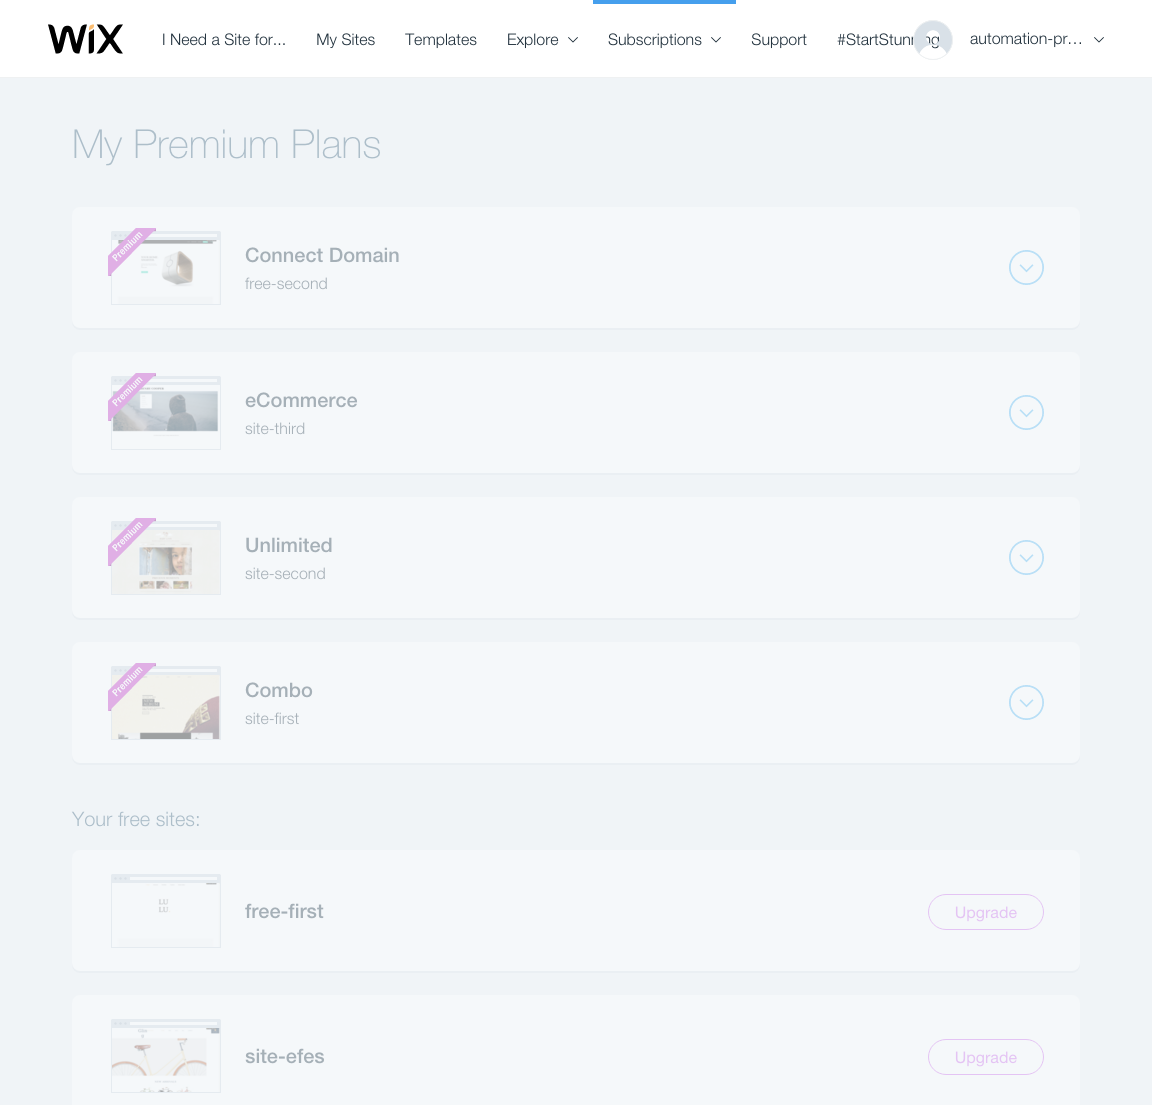 WiX
I Need a Site for...
My Sites
Templates
Explore
Subscriptions
Support
#StartStunning
automation-pr...
My Premium Plans
Premium
Connect Domain
free-second
Premium
eCommerce
site-third
Premium
Unlimited
site-second
Premium
Combo
site-first
Your free sites:
free-first
Upgrade
site-efes
Upgrade